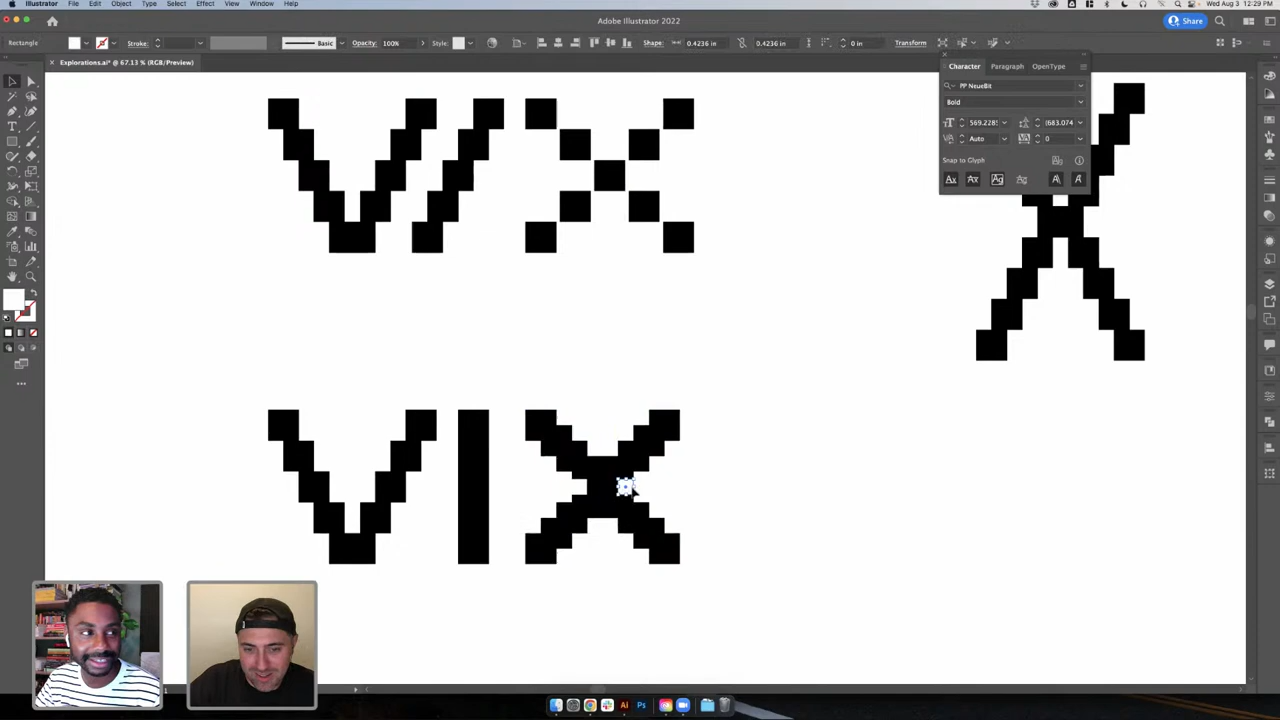 Illustrator File Edit Object Type Select Effect View Window Help
Wed Aug 3 12:29 PM
Adobe Illustrator 2022
Share
Rectangle Stroke: Basic Opacity: 100% Style: Shape: 0.4236 in 0.4236 in 0 in Transform
× Explorations.ai* @ 67.13 % (RGB/Preview)
Character Paragraph OpenType
PP NeueBit
Bold
569.228! (683.074
Auto 0
Snap to Glyph
V/X
X
VIX